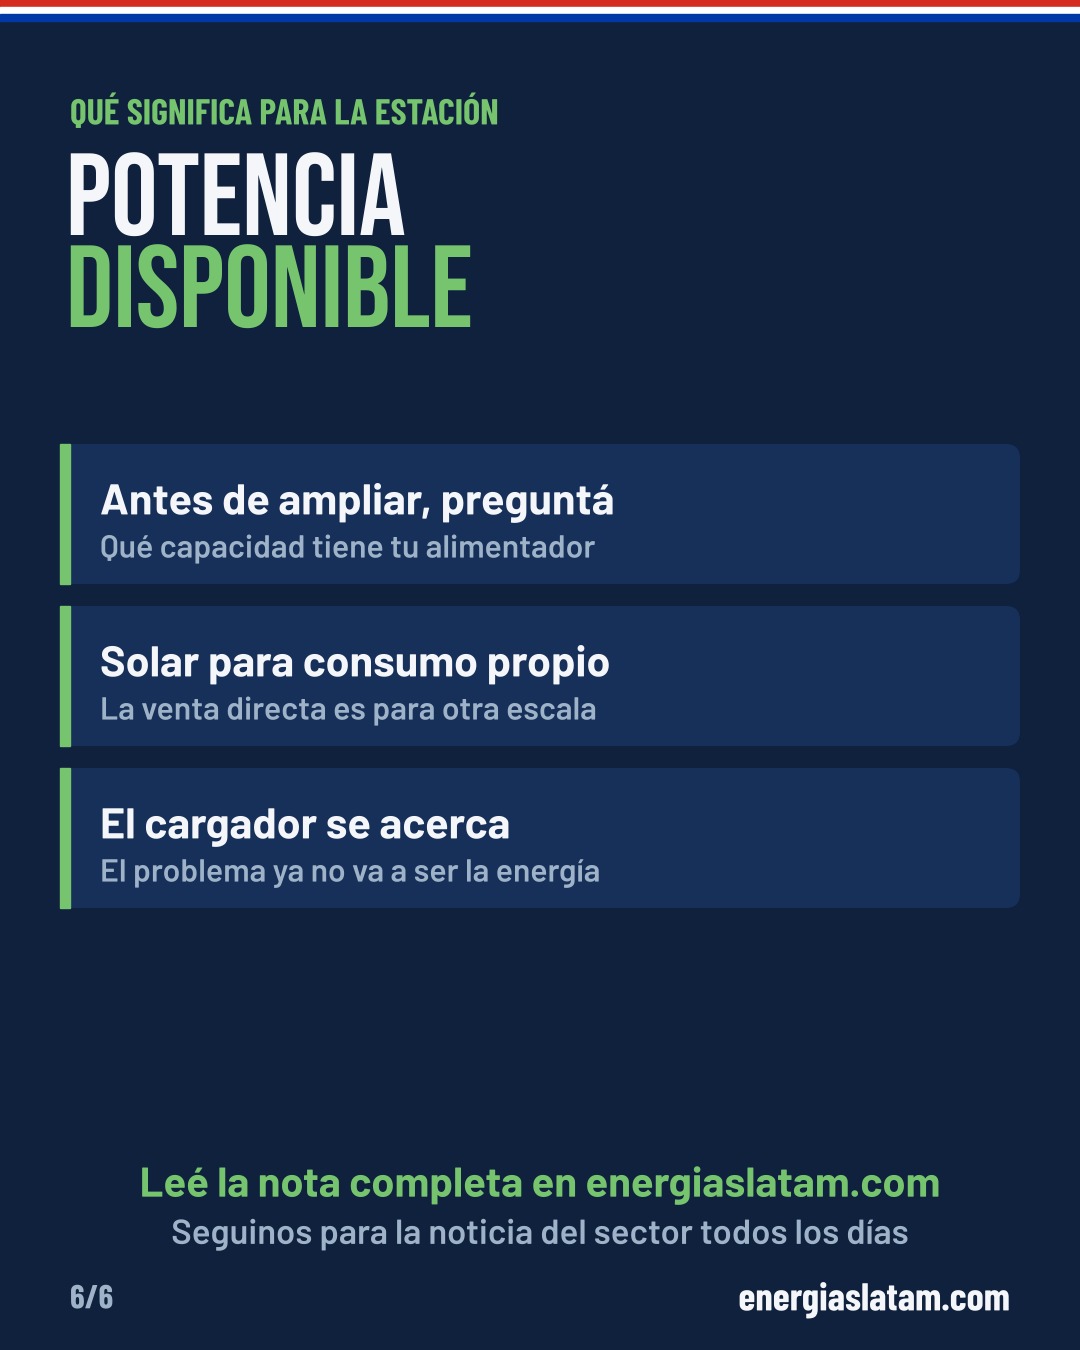 QUÉ SIGNIFICA PARA LA ESTACIÓN
POTENCIA
DISPONIBLE
Antes de ampliar, preguntá
Qué capacidad tiene tu alimentador
Solar para consumo propio
La venta directa es para otra escala
El cargador se acerca
El problema ya no va a ser la energía
Leé la nota completa en energiaslatam.com
Seguinos para la noticia del sector todos los días
6/6
energiaslatam.com